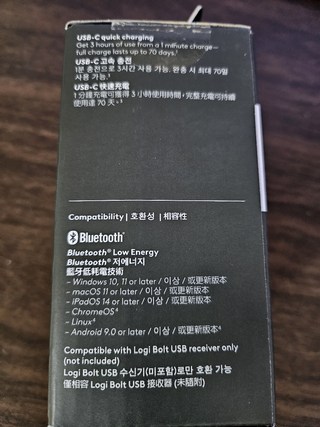 USB-C quick charging
Get 3 hours of use from a 1 minute charge—
full charge lasts up to 70 days.¹
USB-C 고속 충전
1분 충전으로 3시간 사용 가능. 완충 시 최대 70일
사용 가능.¹
USB-C 快速充電
1 分鐘充電可獲得 3 小時使用時間，完整充電可持續
使用達 70 天。¹
Compatibility | 호환성 | 相容性
Bluetooth®
Bluetooth® Low Energy
Bluetooth® 저에너지
藍牙低耗電技術
– Windows 10, 11 or later / 이상 / 或更新版本
– macOS 11 or later / 이상 / 或更新版本
– iPadOS 14 or later / 이상 / 或更新版本
– ChromeOS⁴
– Linux⁴
– Android 9.0 or later / 이상 / 或更新版本⁴
Compatible with Logi Bolt USB receiver only
(not included)
Logi Bolt USB 수신기(미포함)로만 호환 가능
僅相容 Logi Bolt USB 接收器 (未隨附)